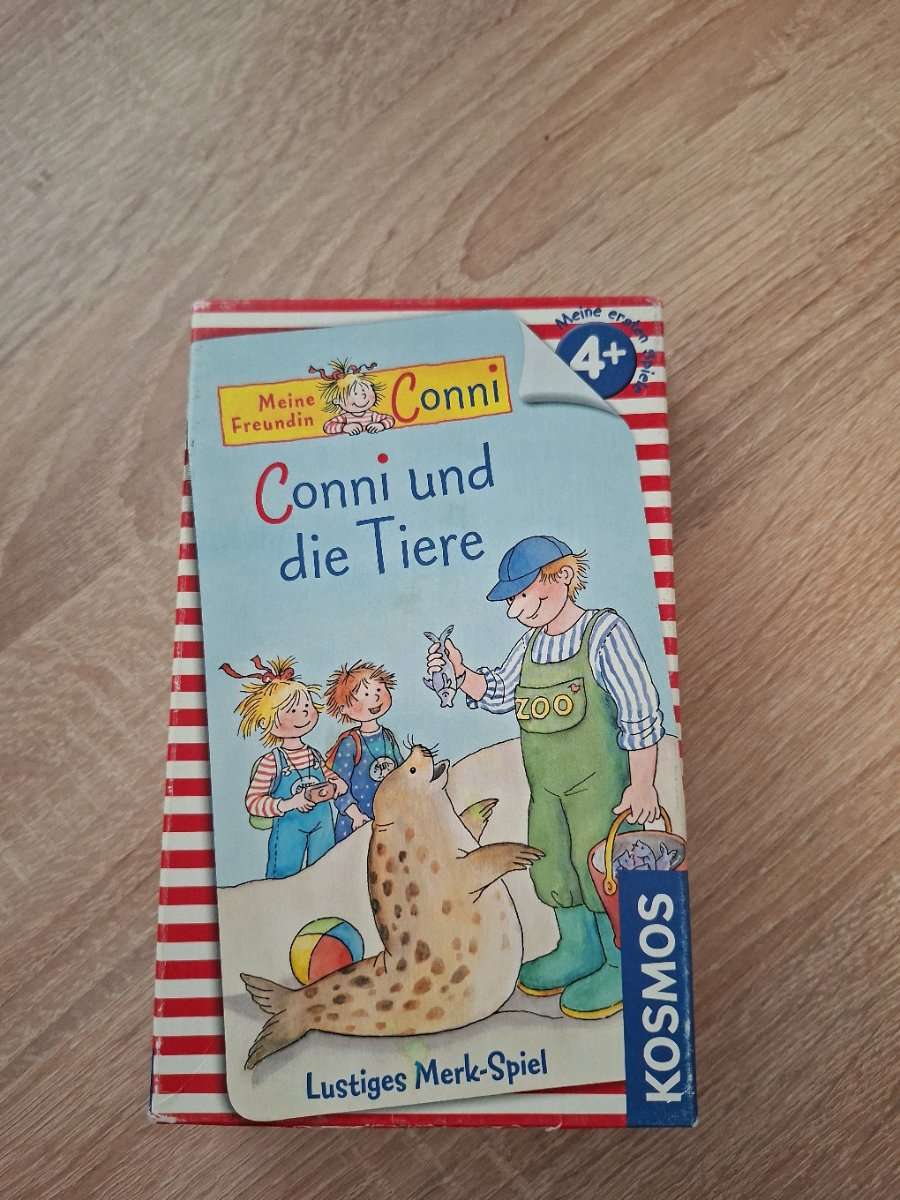 Meine ersten Spiele
4+
Meine
Freundin
Conni
Conni und
die Tiere
ZOO
Lustiges Merk-Spiel
KOSMOS